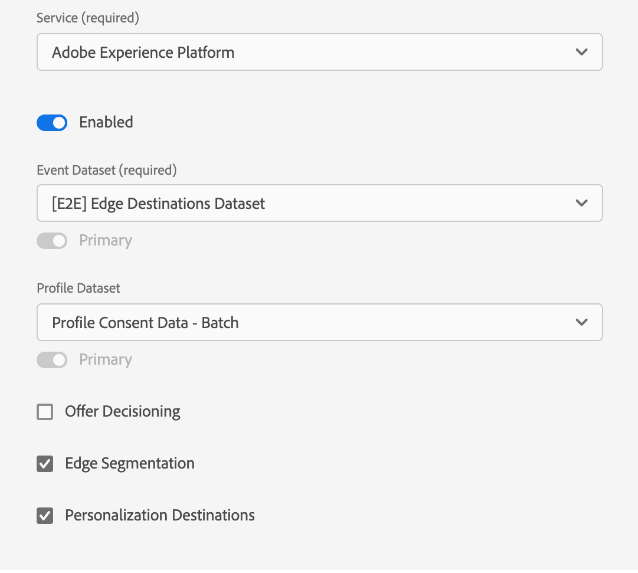 Service (required)
Adobe Experience Platform
Enabled
Event Dataset (required)
[E2E] Edge Destinations Dataset
Primary
Profile Dataset
Profile Consent Data - Batch
Primary
Offer Decisioning
Edge Segmentation
Personalization Destinations